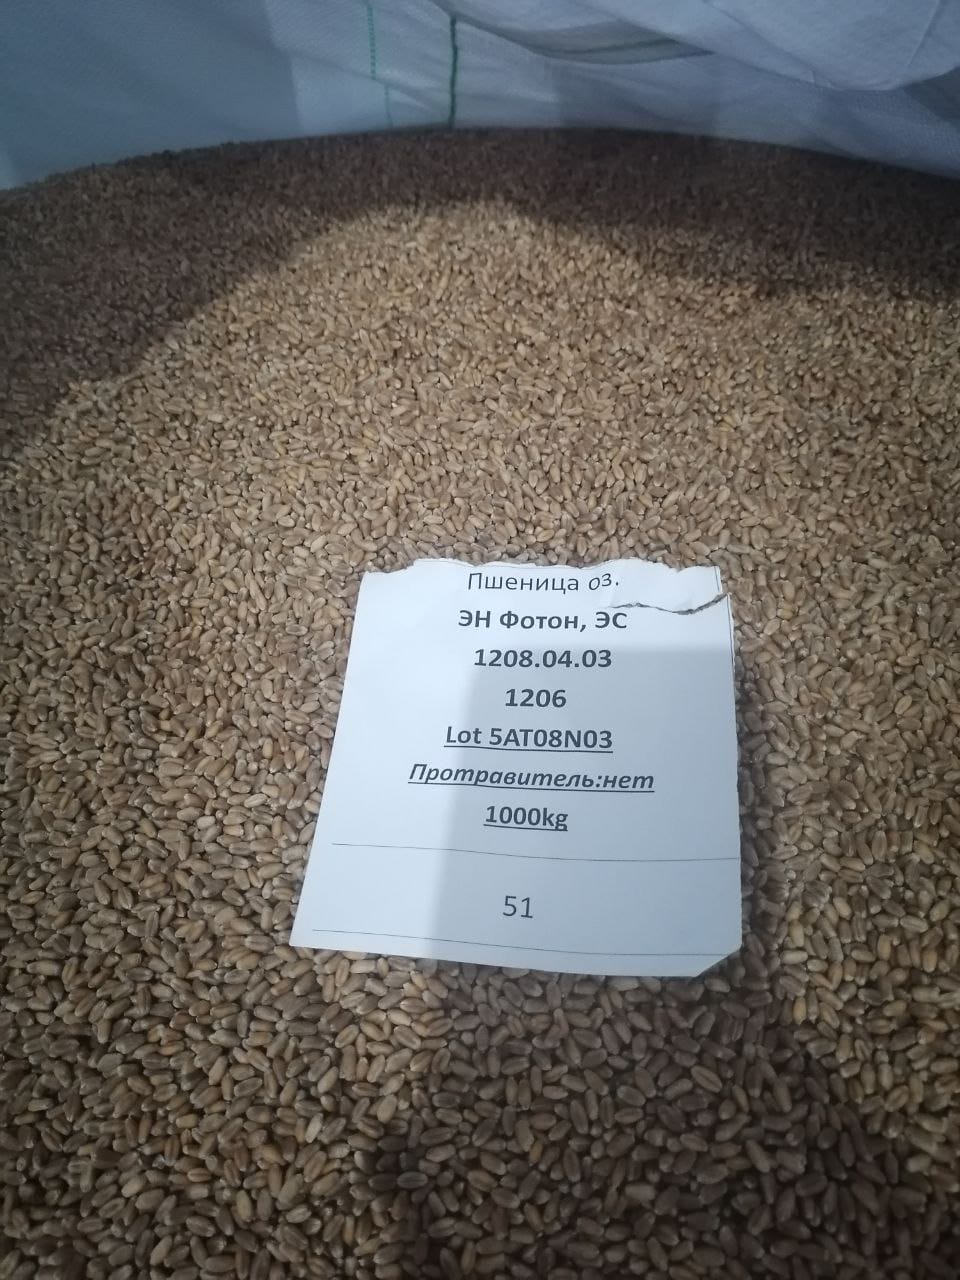 Пшеница оз.
ЭН Фотон, ЭС
1208.04.03
1206
Lot 5AT08N03
Протравитель:нет
1000kg
51